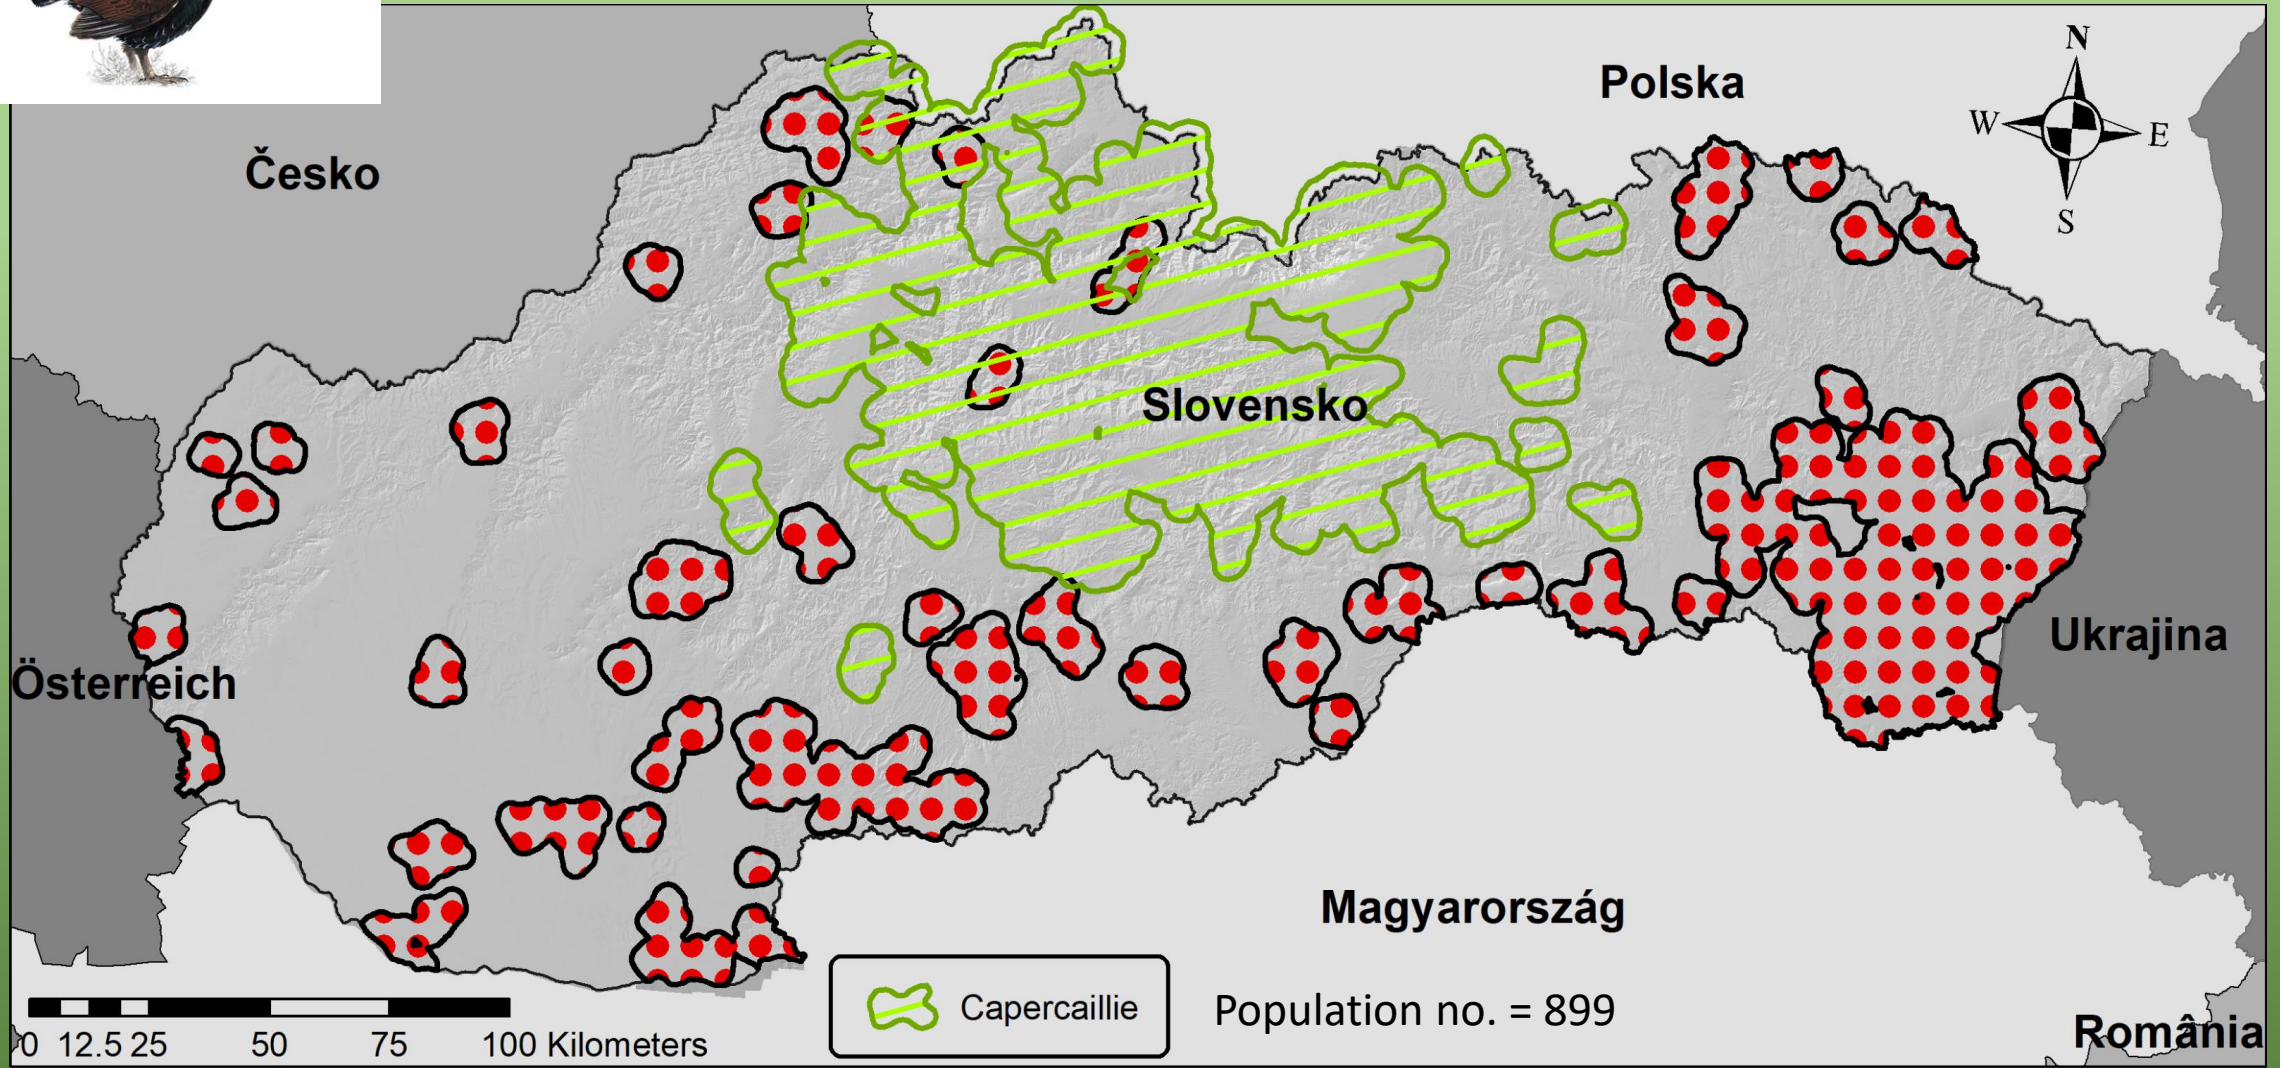 N
Polska
W
E
S
Česko
Slovensko
Ukrajina
Österreich
Magyarország
Capercaillie
Population no. = 899
0 12.5 25 50 75 100 Kilometers
România